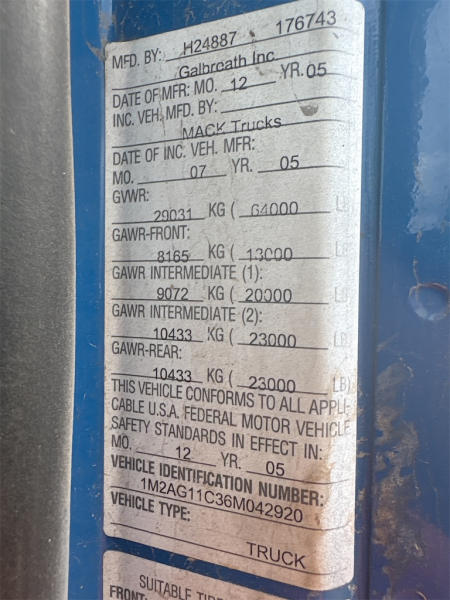 H24887 176743
MFD. BY:
Galbreath Inc
DATE OF MFR: MO. 12 YR. 05
INC. VEH. MFD. BY:
MACK Trucks
DATE OF INC. VEH. MFR:
MO. 07 YR. 05
GVWR:
29031 KG ( 64000 LB)
GAWR-FRONT:
8165 KG ( 13000 LB)
GAWR INTERMEDIATE (1):
9072 KG ( 20000 LB)
GAWR INTERMEDIATE (2):
10433 KG ( 23000 LB)
GAWR-REAR:
10433 KG ( 23000 LB)
THIS VEHICLE CONFORMS TO ALL APPLI-
CABLE U.S.A. FEDERAL MOTOR VEHICLE
SAFETY STANDARDS IN EFFECT IN:
MO. 12 YR. 05
VEHICLE IDENTIFICATION NUMBER:
1M2AG11C36M042920
VEHICLE TYPE:
TRUCK
SUITABLE
FRONT: